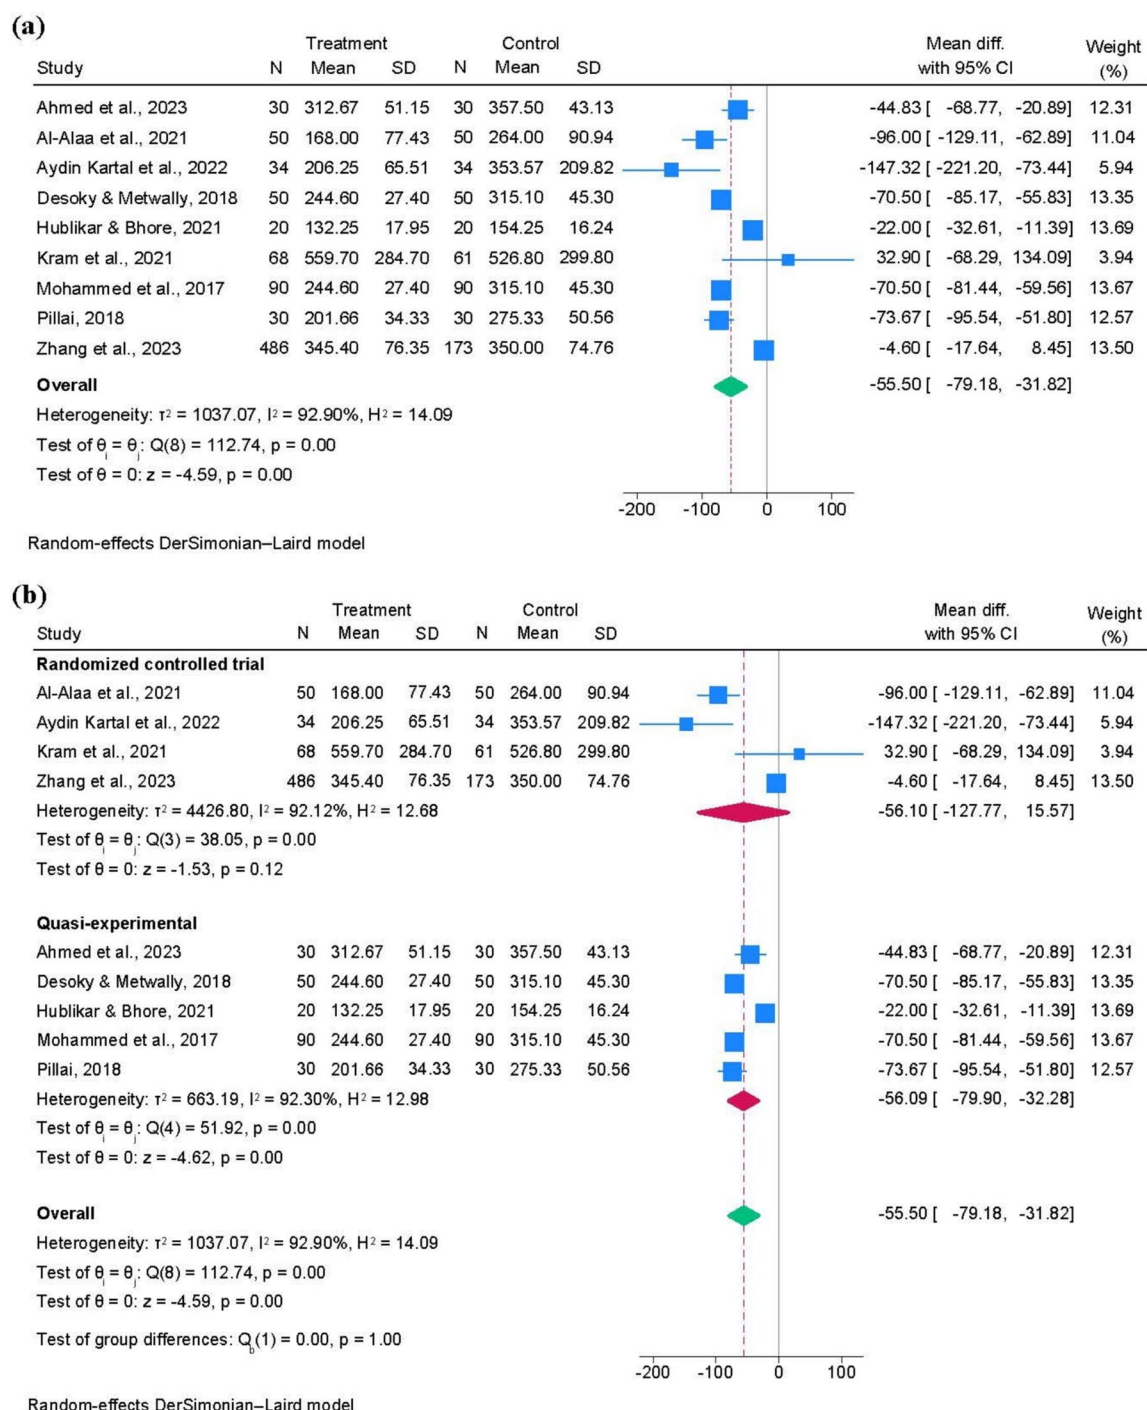 (a)
Treatment Control Mean diff. Weight
Study N Mean SD N Mean SD with 95% CI (%)
Ahmed et al., 2023 30 312.67 51.15 30 357.50 43.13 -44.83 [ -68.77, -20.89] 12.31
Al-Alaa et al., 2021 50 168.00 77.43 50 264.00 90.94 -96.00 [ -129.11, -62.89] 11.04
Aydin Kartal et al., 2022 34 206.25 65.51 34 353.57 209.82 -147.32 [ -221.20, -73.44] 5.94
Desoky & Metwally, 2018 50 244.60 27.40 50 315.10 45.30 -70.50 [ -85.17, -55.83] 13.35
Hublikar & Bhore, 2021 20 132.25 17.95 20 154.25 16.24 -22.00 [ -32.61, -11.39] 13.69
Kram et al., 2021 68 559.70 284.70 61 526.80 299.80 32.90 [ -68.29, 134.09] 3.94
Mohammed et al., 2017 90 244.60 27.40 90 315.10 45.30 -70.50 [ -81.44, -59.56] 13.67
Pillai, 2018 30 201.66 34.33 30 275.33 50.56 -73.67 [ -95.54, -51.80] 12.57
Zhang et al., 2023 486 345.40 76.35 173 350.00 74.76 -4.60 [ -17.64, 8.45] 13.50
Overall -55.50 [ -79.18, -31.82]
Heterogeneity: τ² = 1037.07, I² = 92.90%, H² = 14.09
Test of θᵢ = θⱼ: Q(8) = 112.74, p = 0.00
Test of θ = 0: z = -4.59, p = 0.00
-200 -100 0 100
Random-effects DerSimonian–Laird model
(b)
Treatment Control Mean diff. Weight
Study N Mean SD N Mean SD with 95% CI (%)
Randomized controlled trial
Al-Alaa et al., 2021 50 168.00 77.43 50 264.00 90.94 -96.00 [ -129.11, -62.89] 11.04
Aydin Kartal et al., 2022 34 206.25 65.51 34 353.57 209.82 -147.32 [ -221.20, -73.44] 5.94
Kram et al., 2021 68 559.70 284.70 61 526.80 299.80 32.90 [ -68.29, 134.09] 3.94
Zhang et al., 2023 486 345.40 76.35 173 350.00 74.76 -4.60 [ -17.64, 8.45] 13.50
Heterogeneity: τ² = 4426.80, I² = 92.12%, H² = 12.68 -56.10 [ -127.77, 15.57]
Test of θᵢ = θⱼ: Q(3) = 38.05, p = 0.00
Test of θ = 0: z = -1.53, p = 0.12
Quasi-experimental
Ahmed et al., 2023 30 312.67 51.15 30 357.50 43.13 -44.83 [ -68.77, -20.89] 12.31
Desoky & Metwally, 2018 50 244.60 27.40 50 315.10 45.30 -70.50 [ -85.17, -55.83] 13.35
Hublikar & Bhore, 2021 20 132.25 17.95 20 154.25 16.24 -22.00 [ -32.61, -11.39] 13.69
Mohammed et al., 2017 90 244.60 27.40 90 315.10 45.30 -70.50 [ -81.44, -59.56] 13.67
Pillai, 2018 30 201.66 34.33 30 275.33 50.56 -73.67 [ -95.54, -51.80] 12.57
Heterogeneity: τ² = 663.19, I² = 92.30%, H² = 12.98 -56.09 [ -79.90, -32.28]
Test of θᵢ = θⱼ: Q(4) = 51.92, p = 0.00
Test of θ = 0: z = -4.62, p = 0.00
Overall -55.50 [ -79.18, -31.82]
Heterogeneity: τ² = 1037.07, I² = 92.90%, H² = 14.09
Test of θᵢ = θⱼ: Q(8) = 112.74, p = 0.00
Test of θ = 0: z = -4.59, p = 0.00
Test of group differences: Q_b(1) = 0.00, p = 1.00
-200 -100 0 100
Random-effects DerSimonian–Laird model